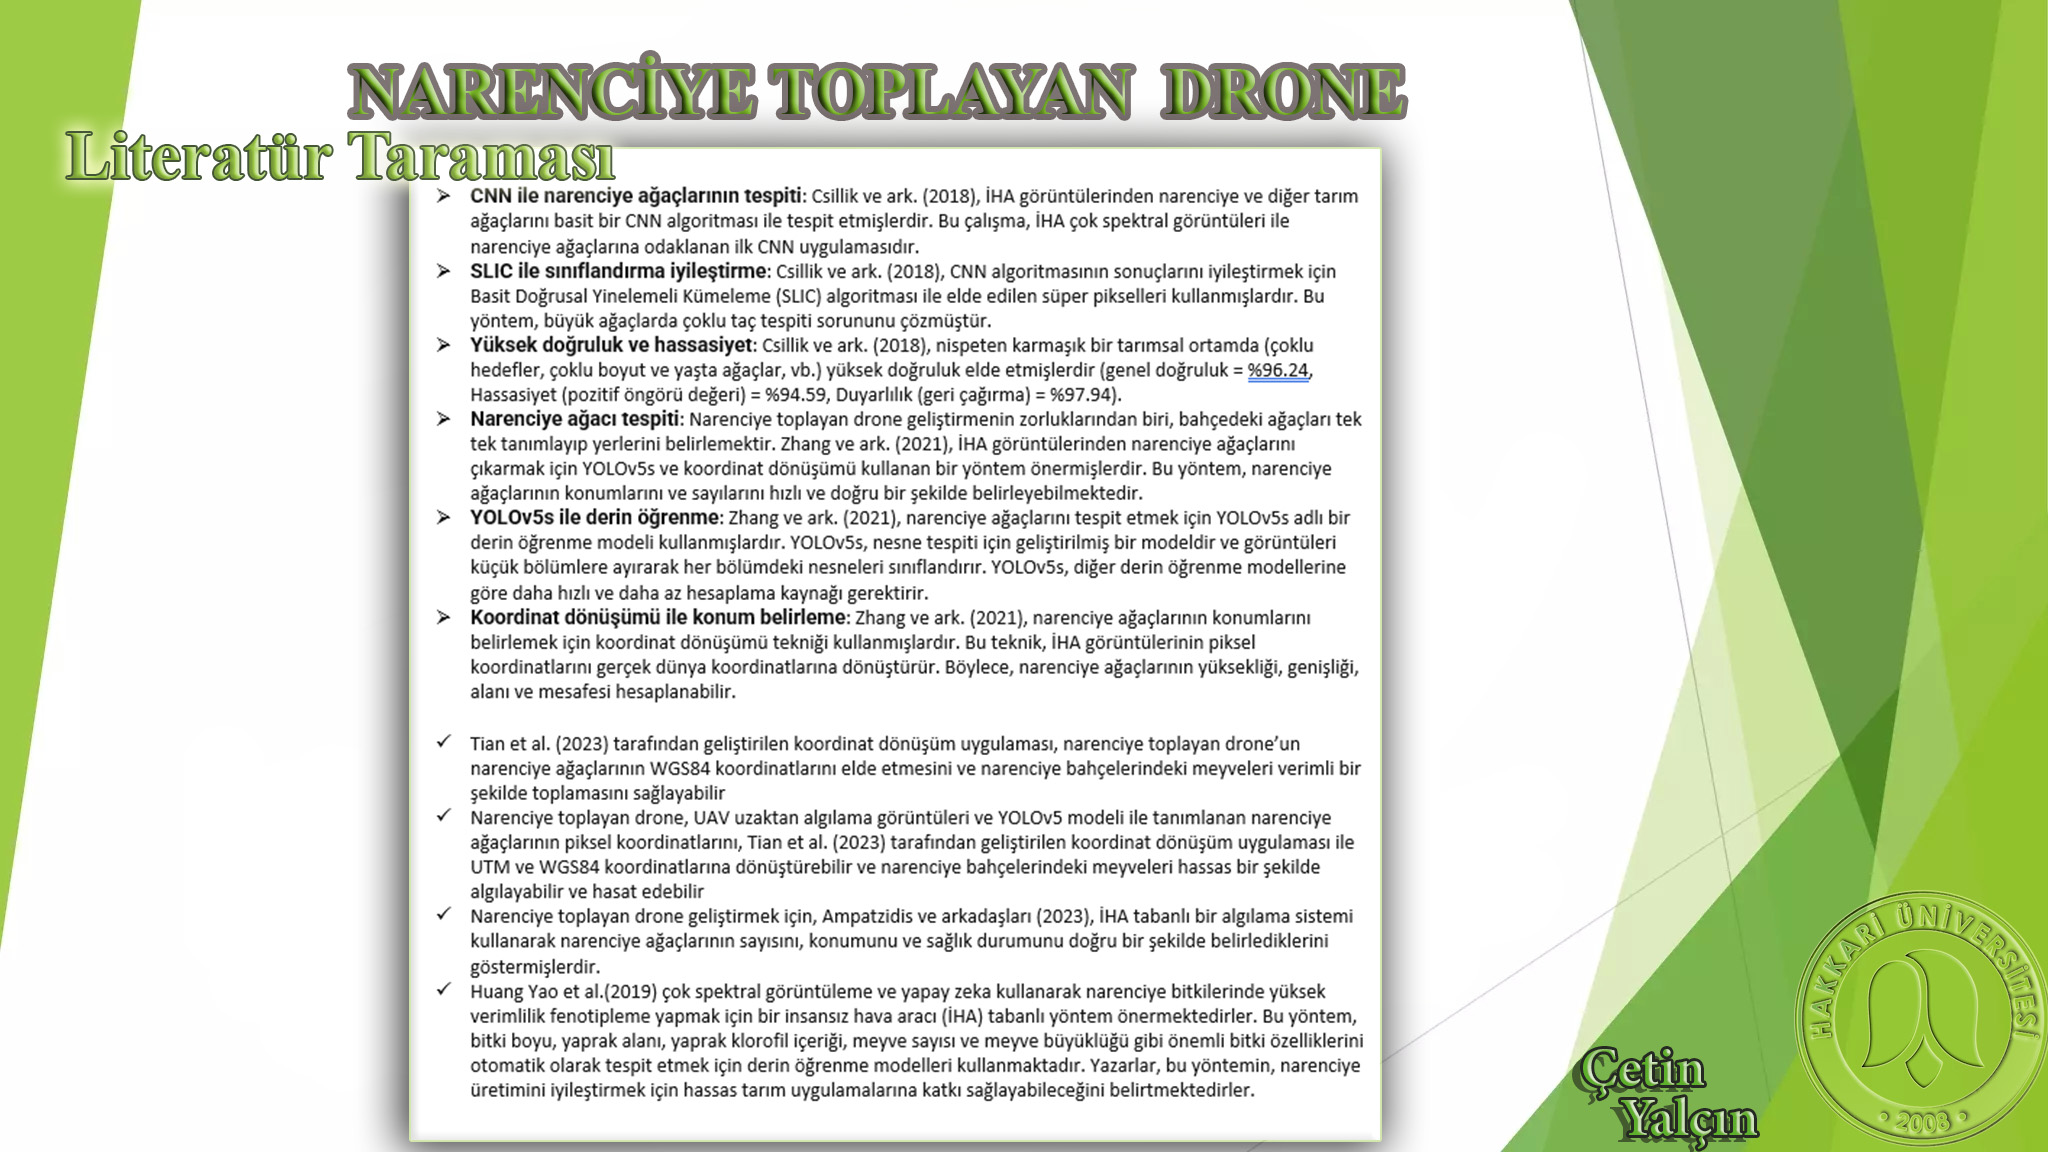 NARENCİYE TOPLAYAN DRONE
Literatür Taraması
➢ CNN ile narenciye ağaçlarının tespiti: Csillik ve ark. (2018), İHA görüntülerinden narenciye ve diğer tarım
ağaçlarını basit bir CNN algoritması ile tespit etmişlerdir. Bu çalışma, İHA çok spektral görüntüleri ile
narenciye ağaçlarına odaklanan ilk CNN uygulamasıdır.
➢ SLIC ile sınıflandırma iyileştirme: Csillik ve ark. (2018), CNN algoritmasının sonuçlarını iyileştirmek için
Basit Doğrusal Yinelemeli Kümeleme (SLIC) algoritması ile elde edilen süper pikselleri kullanmışlardır. Bu
yöntem, büyük ağaçlarda çoklu taç tespiti sorununu çözmüştür.
➢ Yüksek doğruluk ve hassasiyet: Csillik ve ark. (2018), nispeten karmaşık bir tarımsal ortamda (çoklu
hedefler, çoklu boyut ve yaşta ağaçlar, vb.) yüksek doğruluk elde etmişlerdir (genel doğruluk = %96.24,
Hassasiyet (pozitif öngörü değeri) = %94.59, Duyarlılık (geri çağırma) = %97.94).
➢ Narenciye ağacı tespiti: Narenciye toplayan drone geliştirmenin zorluklarından biri, bahçedeki ağaçları tek
tek tanımlayıp yerlerini belirlemektir. Zhang ve ark. (2021), İHA görüntülerinden narenciye ağaçlarını
çıkarmak için YOLOv5s ve koordinat dönüşümü kullanan bir yöntem önermişlerdir. Bu yöntem, narenciye
ağaçlarının konumlarını ve sayılarını hızlı ve doğru bir şekilde belirleyebilmektedir.
➢ YOLOv5s ile derin öğrenme: Zhang ve ark. (2021), narenciye ağaçlarını tespit etmek için YOLOv5s adlı bir
derin öğrenme modeli kullanmışlardır. YOLOv5s, nesne tespiti için geliştirilmiş bir modeldir ve görüntüleri
küçük bölümlere ayırarak her bölümdeki nesneleri sınıflandırır. YOLOv5s, diğer derin öğrenme modellerine
göre daha hızlı ve daha az hesaplama kaynağı gerektirir.
➢ Koordinat dönüşümü ile konum belirleme: Zhang ve ark. (2021), narenciye ağaçlarının konumlarını
belirlemek için koordinat dönüşümü tekniği kullanmışlardır. Bu teknik, İHA görüntülerinin piksel
koordinatlarını gerçek dünya koordinatlarına dönüştürür. Böylece, narenciye ağaçlarının yüksekliği, genişliği,
alanı ve mesafesi hesaplanabilir.
✓ Tian et al. (2023) tarafından geliştirilen koordinat dönüşüm uygulaması, narenciye toplayan drone’un
narenciye ağaçlarının WGS84 koordinatlarını elde etmesini ve narenciye bahçelerindeki meyveleri verimli bir
şekilde toplamasını sağlayabilir
✓ Narenciye toplayan drone, UAV uzaktan algılama görüntüleri ve YOLOv5 modeli ile tanımlanan narenciye
ağaçlarının piksel koordinatlarını, Tian et al. (2023) tarafından geliştirilen koordinat dönüşüm uygulaması ile
UTM ve WGS84 koordinatlarına dönüştürebilir ve narenciye bahçelerindeki meyveleri hassas bir şekilde
algılayabilir ve hasat edebilir
✓ Narenciye toplayan drone geliştirmek için, Ampatzidis ve arkadaşları (2023), İHA tabanlı bir algılama sistemi
kullanarak narenciye ağaçlarının sayısını, konumunu ve sağlık durumunu doğru bir şekilde belirlediklerini
göstermişlerdir.
✓ Huang Yao et al.(2019) çok spektral görüntüleme ve yapay zeka kullanarak narenciye bitkilerinde yüksek
verimlilik fenotipleme yapmak için bir insansız hava aracı (İHA) tabanlı yöntem önermektedirler. Bu yöntem,
bitki boyu, yaprak alanı, yaprak klorofil içeriği, meyve sayısı ve meyve büyüklüğü gibi önemli bitki özelliklerini
otomatik olarak tespit etmek için derin öğrenme modelleri kullanmaktadır. Yazarlar, bu yöntemin, narenciye
üretimini iyileştirmek için hassas tarım uygulamalarına katkı sağlayabileceğini belirtmektedirler.
Çetin
Yalçın
HAKKARİ ÜNİVERSİTESİ
• 2008 •